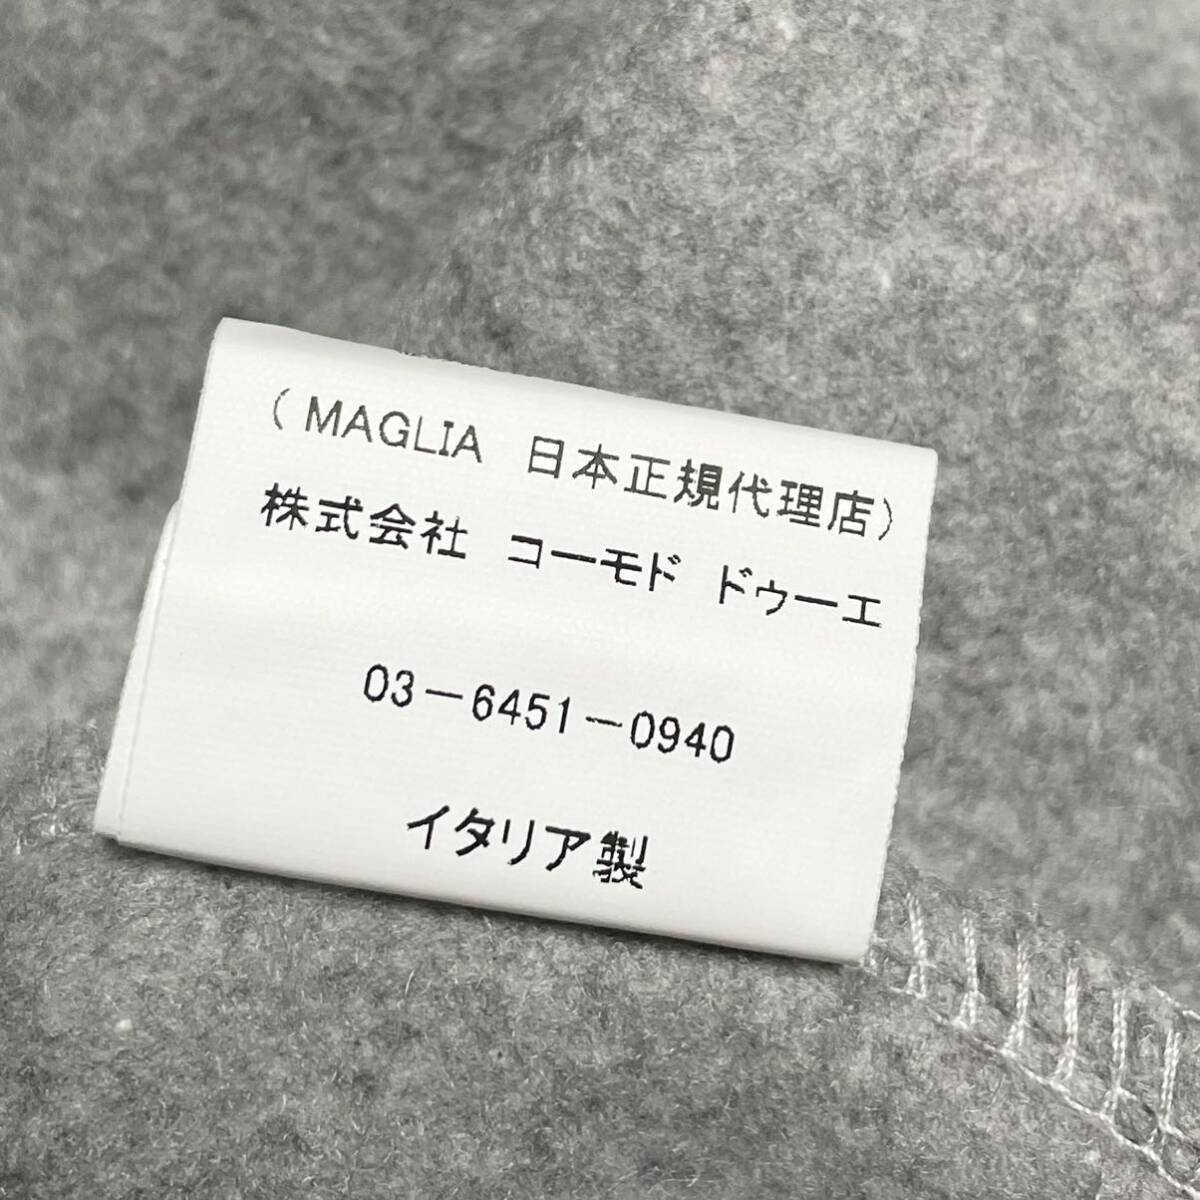 (MAGLIA 日本正規代理店)
株式会社 コーモド ドゥーエ
03-6451-0940
イタリア製